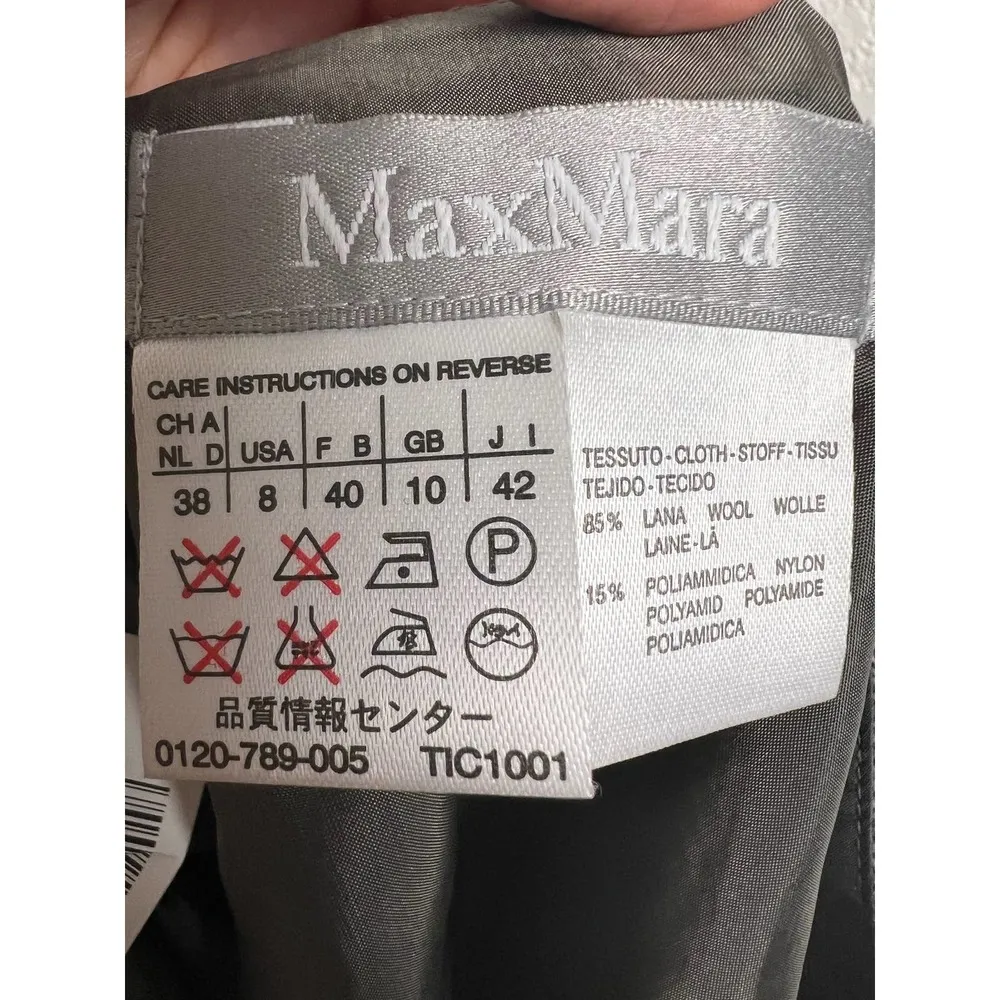 MaxMara
CARE INSTRUCTIONS ON REVERSE
CH A
NL D USA F B GB J I
38 8 40 10 42
P
品質情報センター
0120-789-005 TIC1001
TESSUTO-CLOTH-STOFF-TISSU
TEJIDO-TECIDO
85% LANA WOOL WOLLE
LAINE-LÃ
15% POLIAMMIDICA NYLON
POLYAMID POLYAMIDE
POLIAMIDICA